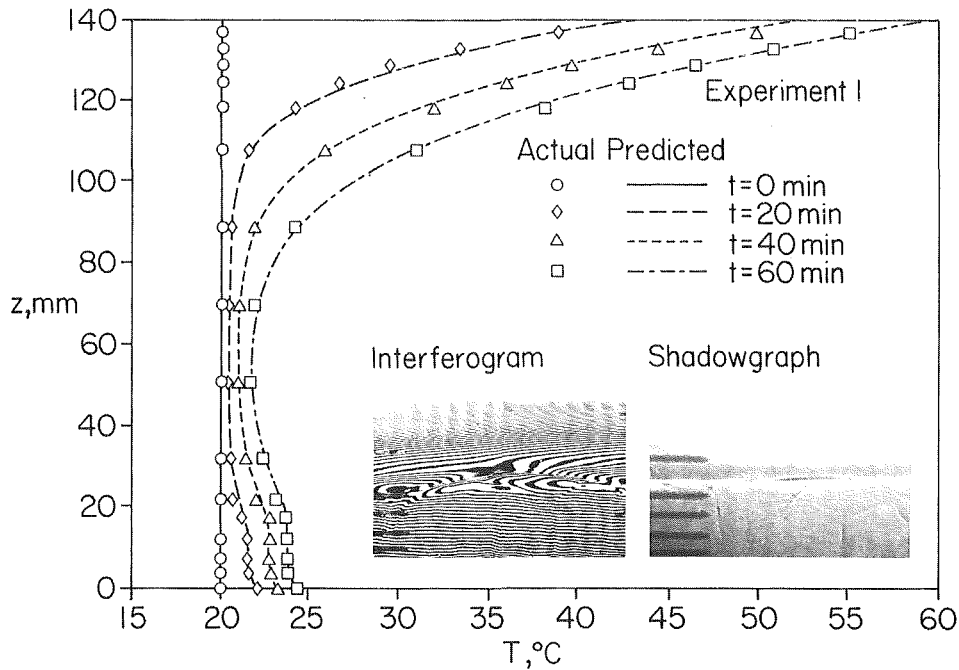 140
120
100
80
60
40
20
0
z,mm
15 20 25 30 35 40 45 50 55 60
T,°C
Experiment I
Actual Predicted
t=0 min
t=20 min
t=40 min
t=60 min
Interferogram
Shadowgraph